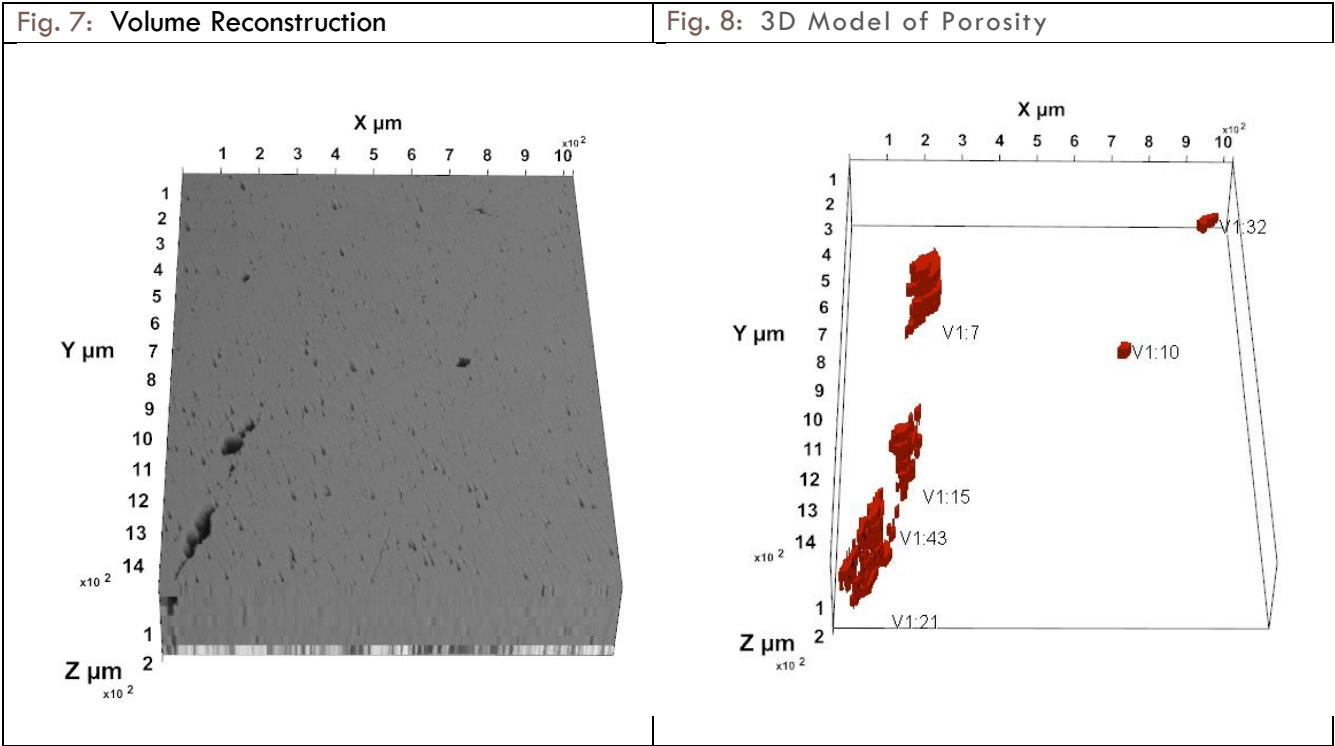 Fig. 7: Volume Reconstruction
X µm
1 2 3 4 5 6 7 8 9 10 x10 2
1
2
3
4
5
6
Y µm
7
8
9
10
11
12
13
14
x10 2
1
Z µm
2
x10 2
Fig. 8: 3D Model of Porosity
X µm
1 2 3 4 5 6 7 8 9 10 x10 2
1
2
3
V1:32
4
5
6
Y µm
7
V1:7
8
V1:10
9
10
11
12
V1:15
13
14
V1:43
x10 2
1
V1:21
Z µm
2
x10 2